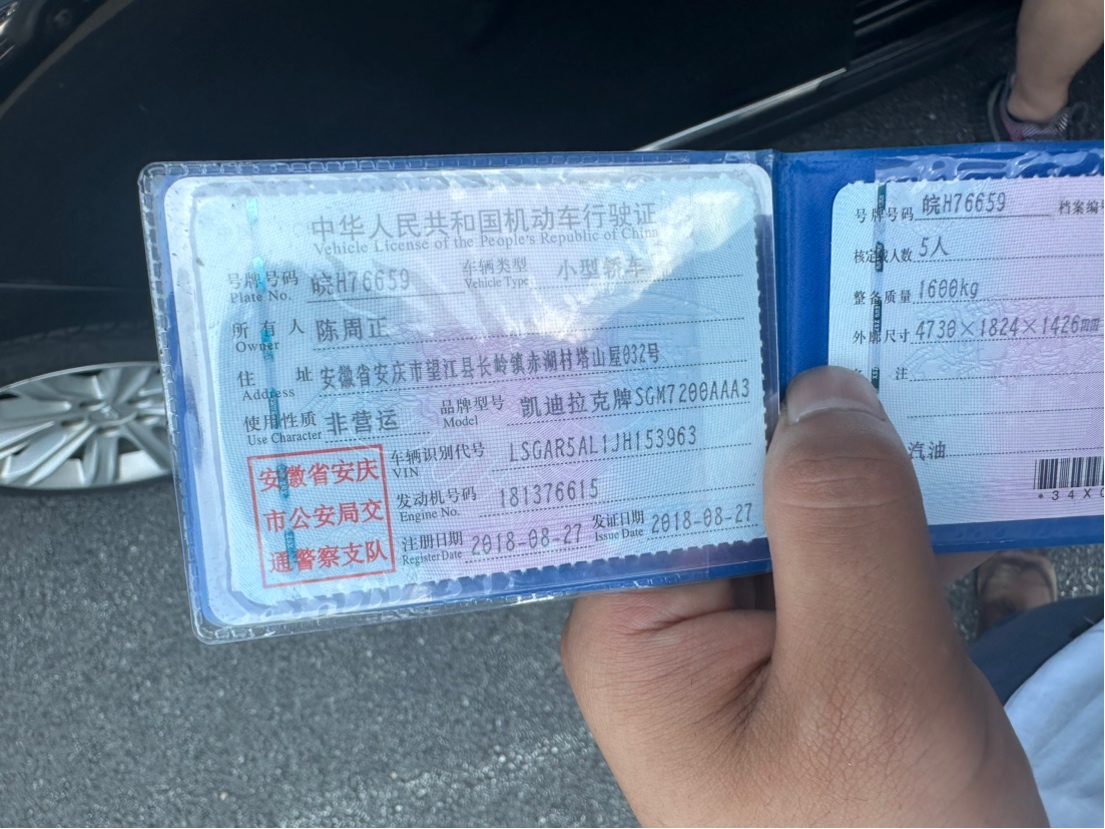 中华人民共和国机动车行驶证
Vehicle License of the People's Republic of China
号牌号码 皖H76659 车辆类型 小型轿车
Plate No. Vehicle Type
所有人 陈周正
Owner
住址 安徽省安庆市望江县长岭镇赤湖村塔山屋032号
Address
使用性质 非营运 品牌型号 凯迪拉克牌SGM7200AAA3
Use Character Model
安徽省安庆
市公安局交
通警察支队
车辆识别代号 LSGAR5AL1JH153963
VIN
发动机号码 181376615
Engine No.
注册日期 2018-08-27 发证日期 2018-08-27
Register Date Issue Date
号牌号码 皖H76659 档案编号
核定载人数 5人
整备质量 1600kg
外廓尺寸 4730×1824×1426
注
汽油
*34X